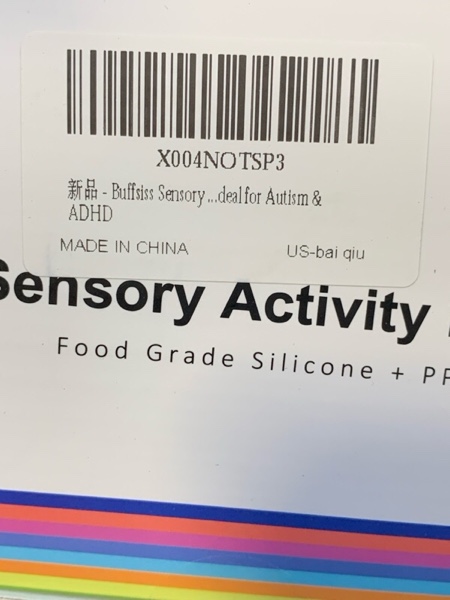 X004NOTSP3
新品 - Buffsiss Sensory ...deal for Autism &
ADHD
MADE IN CHINA
US-bai qiu
Sensory Activity
Food Grade Silicone +